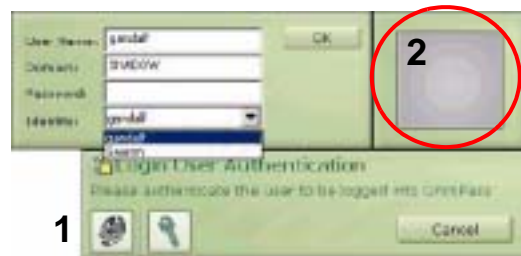 User Name: gandalf OK
Domain: SHADOW
Password:
Identity: gandalf
gandalf
2
Login User Authentication
Please authenticate the user to be logged into OmniPass
1
Cancel